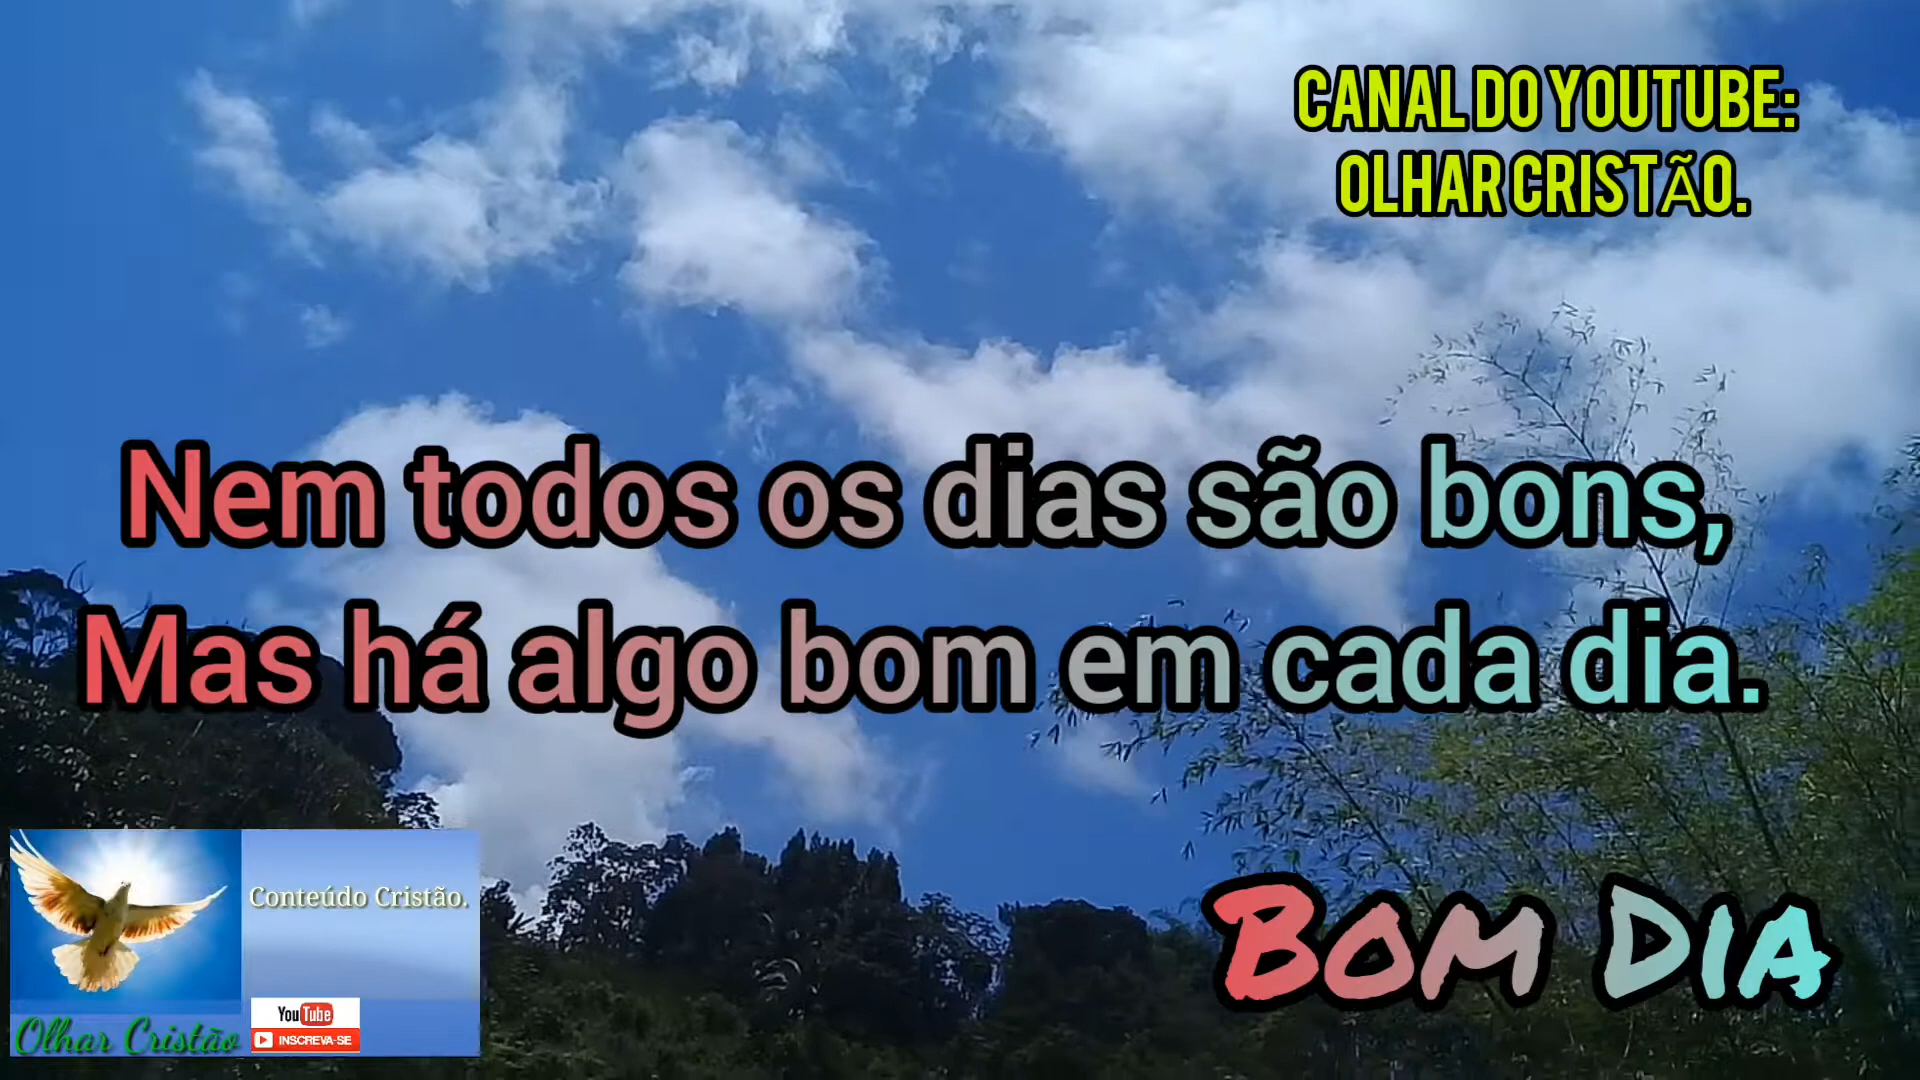 CANAL DO YOUTUBE:
OLHAR CRISTÃO.
Nem todos os dias são bons,
Mas há algo bom em cada dia.
Bom Dia
Conteúdo Cristão.
YouTube
INSCREVA-SE
Olhar Cristão